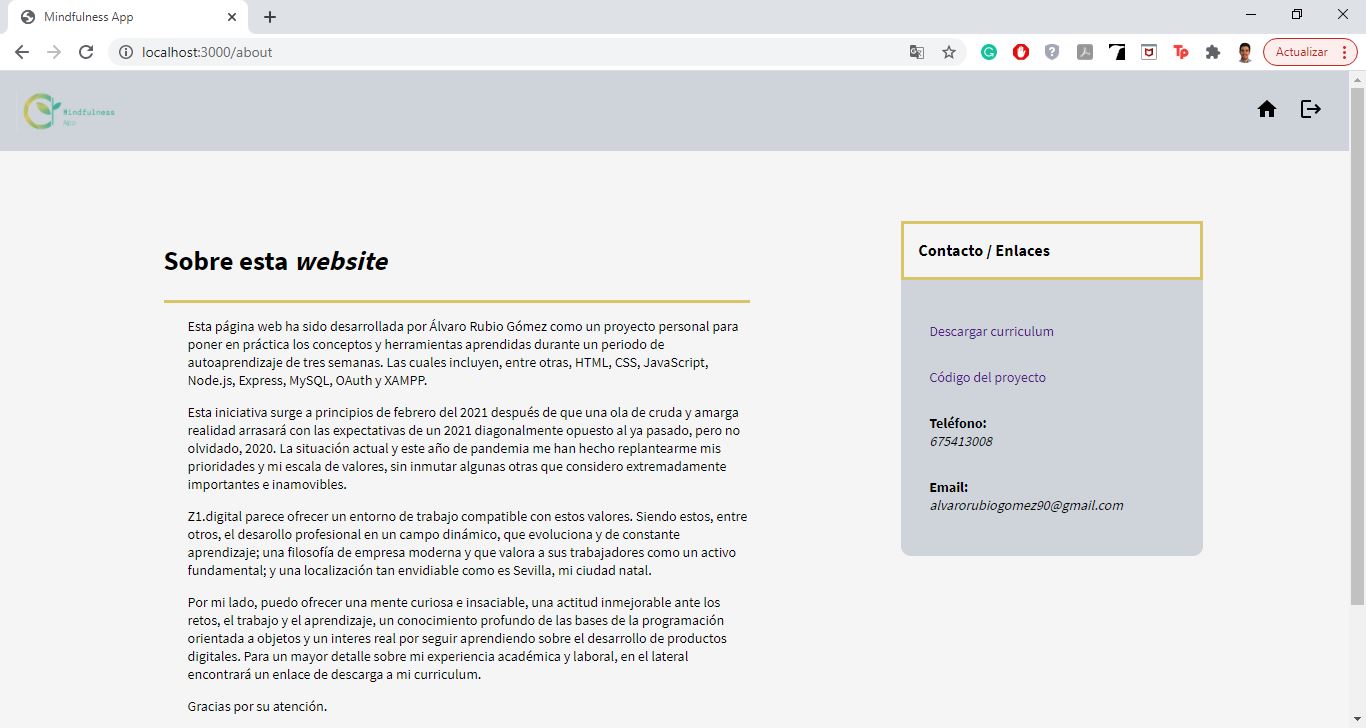 Mindfulness App
localhost:3000/about
Actualizar
Mindfulness
App
Sobre esta website
Esta página web ha sido desarrollada por Álvaro Rubio Gómez como un proyecto personal para
poner en práctica los conceptos y herramientas aprendidas durante un periodo de
autoaprendizaje de tres semanas. Las cuales incluyen, entre otras, HTML, CSS, JavaScript,
Node.js, Express, MySQL, OAuth y XAMPP.
Esta iniciativa surge a principios de febrero del 2021 después de que una ola de cruda y amarga
realidad arrasará con las expectativas de un 2021 diagonalmente opuesto al ya pasado, pero no
olvidado, 2020. La situación actual y este año de pandemia me han hecho replantearme mis
prioridades y mi escala de valores, sin inmutar algunas otras que considero extremadamente
importantes e inamovibles.
Z1.digital parece ofrecer un entorno de trabajo compatible con estos valores. Siendo estos, entre
otros, el desarollo profesional en un campo dinámico, que evoluciona y de constante
aprendizaje; una filosofía de empresa moderna y que valora a sus trabajadores como un activo
fundamental; y una localización tan envidiable como es Sevilla, mi ciudad natal.
Por mi lado, puedo ofrecer una mente curiosa e insaciable, una actitud inmejorable ante los
retos, el trabajo y el aprendizaje, un conocimiento profundo de las bases de la programación
orientada a objetos y un interes real por seguir aprendiendo sobre el desarrollo de productos
digitales. Para un mayor detalle sobre mi experiencia académica y laboral, en el lateral
encontrará un enlace de descarga a mi curriculum.
Gracias por su atención.
Contacto / Enlaces
Descargar curriculum
Código del proyecto
Teléfono:
675413008
Email:
alvarorubiogomez90@gmail.com